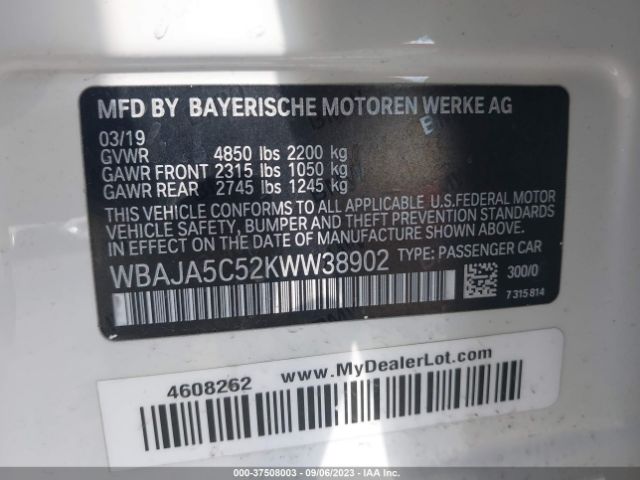 MFD BY BAYERISCHE MOTOREN WERKE AG
03/19
GVWR 4850 lbs 2200 kg
GAWR FRONT 2315 lbs 1050 kg
GAWR REAR 2745 lbs 1245 kg
THIS VEHICLE CONFORMS TO ALL APPLICABLE U.S.FEDERAL MOTOR
VEHICLE SAFETY, BUMPER AND THEFT PREVENTION STANDARDS
IN EFFECT ON THE DATE OF MANUFACTURE SHOWN ABOVE.
WBAJA5C52KWW38902 TYPE: PASSENGER CAR
300/0
7 315 814
4608262 www.MyDealerLot.com
000-37508003 - 09/06/2023 - IAA Inc.